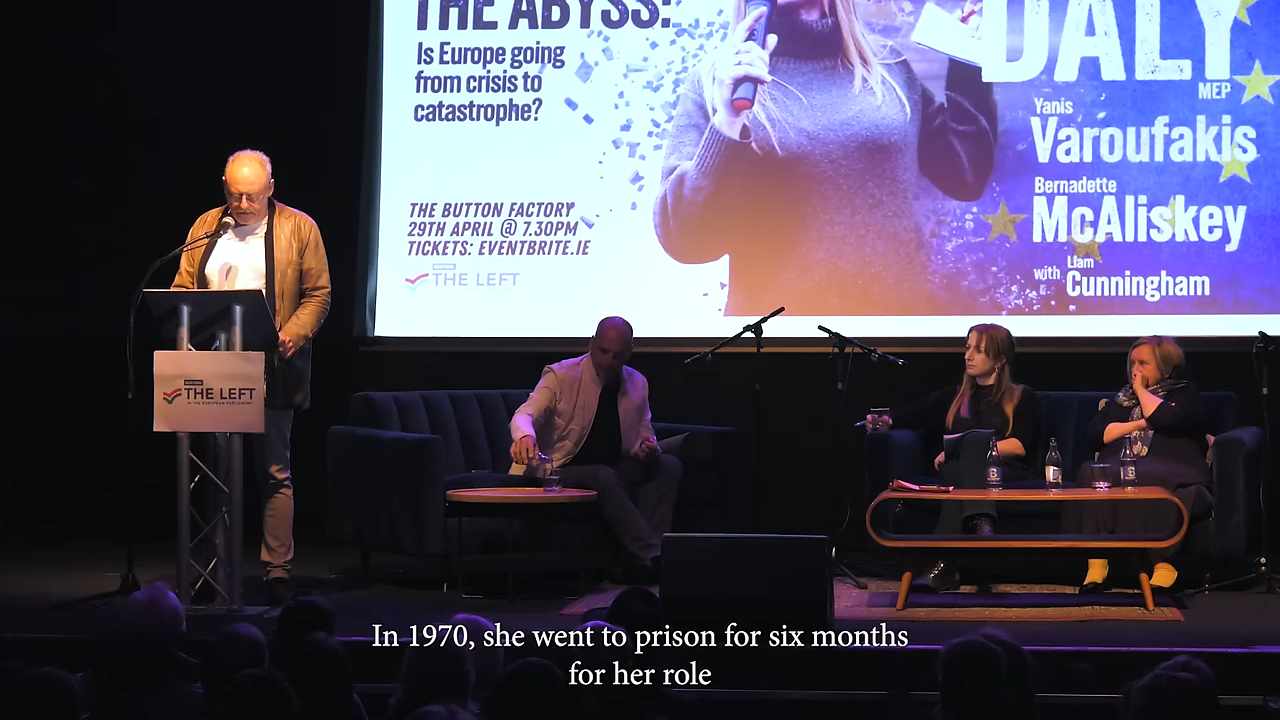 THE ABYSS:
Is Europe going
from crisis to
catastrophe?
THE BUTTON FACTORY
29TH APRIL @ 7.30PM
TICKETS: EVENTBRITE.IE
THE LEFT
DALY
MEP
Yanis
Varoufakis
Bernadette
McAliskey
with Liam
Cunningham
THE LEFT
IN THE EUROPEAN PARLIAMENT
In 1970, she went to prison for six months
for her role